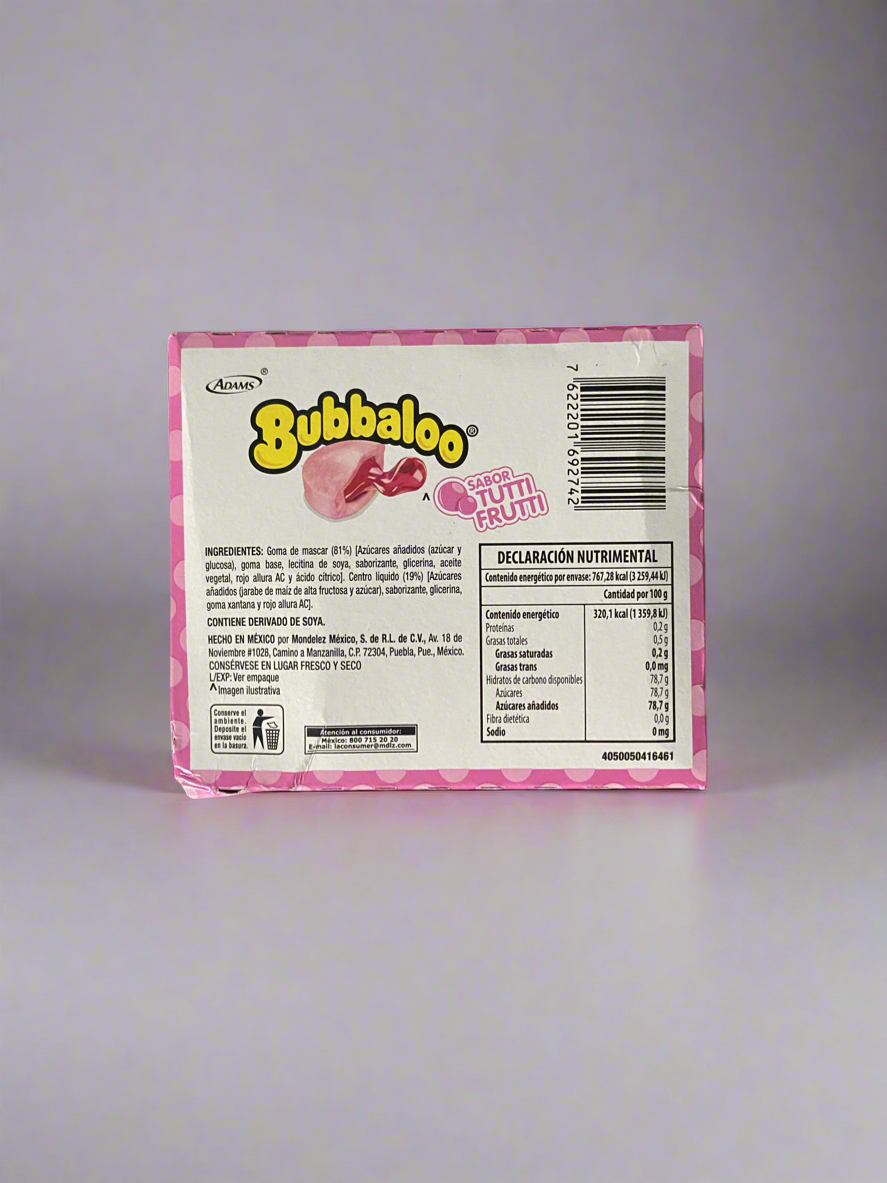 ADAMS®
Bubbaloo®
^
SABOR
TUTTI
FRUTTI
7 622201 692742
INGREDIENTES: Goma de mascar (81%) [Azúcares añadidos (azúcar y
glucosa), goma base, lecitina de soya, saborizante, glicerina, aceite
vegetal, rojo allura AC y ácido cítrico]. Centro líquido (19%) [Azúcares
añadidos (jarabe de maíz de alta fructosa y azúcar), saborizante, glicerina,
goma xantana y rojo allura AC].
CONTIENE DERIVADO DE SOYA.
HECHO EN MÉXICO por Mondelez México, S. de R.L. de C.V., Av. 18 de
Noviembre #1028, Camino a Manzanilla, C.P. 72304, Puebla, Pue., México.
CONSÉRVESE EN LUGAR FRESCO Y SECO
L/EXP: Ver empaque
^Imagen ilustrativa
Conserve el
ambiente.
Deposite el
envase vacío
en la basura.
Atención al consumidor:
México: 800 715 20 20
E-mail: laconsumer@mdlz.com
DECLARACIÓN NUTRIMENTAL
Contenido energético por envase: 767,28 kcal (3 259,44 kJ)
Cantidad por 100 g
Contenido energético 320,1 kcal (1 359,8 kJ)
Proteínas 0,2 g
Grasas totales 0,5 g
Grasas saturadas 0,2 g
Grasas trans 0,0 mg
Hidratos de carbono disponibles 78,7 g
Azúcares 78,7 g
Azúcares añadidos 78,7 g
Fibra dietética 0,0 g
Sodio 0 mg
4050050416461